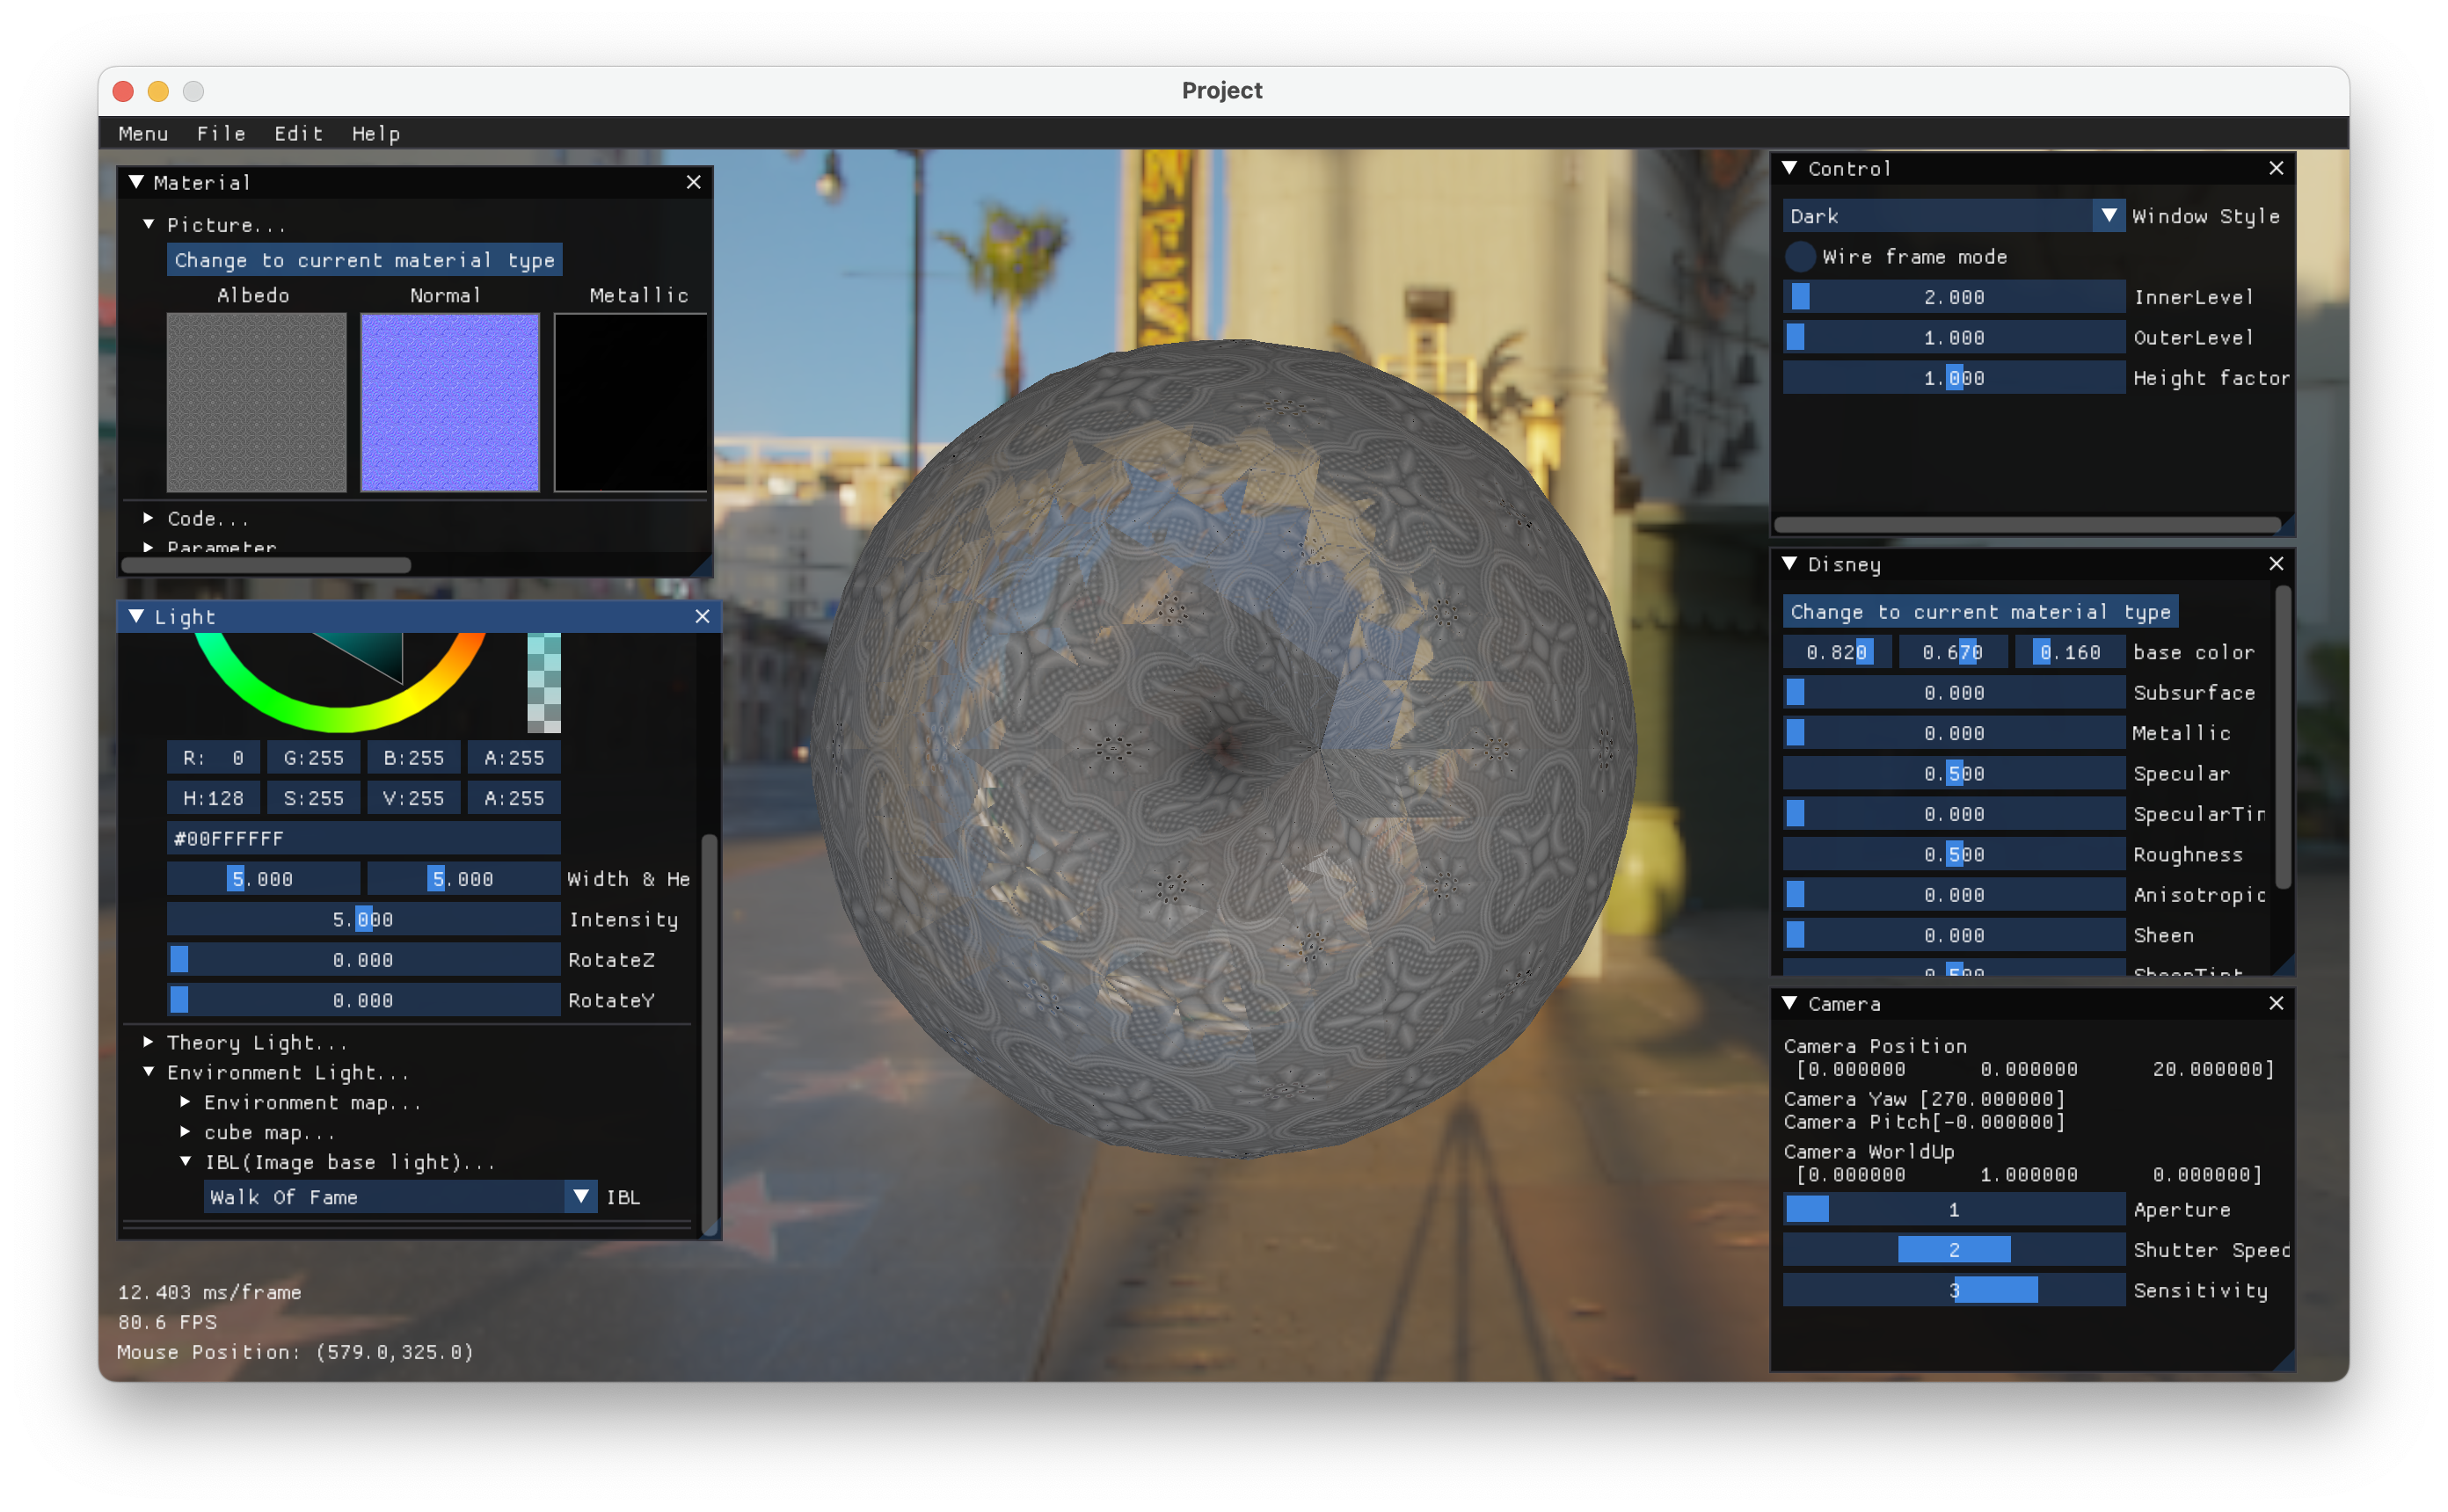 Project
Menu File Edit Help
Material
Picture...
Change to current material type
Albedo Normal Metallic
Code...
Parameter
Light
R: 0 G:255 B:255 A:255
H:128 S:255 V:255 A:255
#00FFFFFF
5.000 5.000 Width & He
5.000 Intensity
0.000 RotateZ
0.000 RotateY
Theory Light...
Environment Light...
Environment map...
cube map...
IBL(Image base light)...
Walk Of Fame IBL
12.403 ms/frame
80.6 FPS
Mouse Position: (579.0,325.0)
Control
Dark Window Style
Wire frame mode
2.000 InnerLevel
1.000 OuterLevel
1.000 Height factor
Disney
Change to current material type
0.820 0.670 0.160 base color
0.000 Subsurface
0.000 Metallic
0.500 Specular
0.000 SpecularTin
0.500 Roughness
0.000 Anisotropic
0.000 Sheen
0.500 SheenTint
Camera
Camera Position
[0.000000 0.000000 20.000000]
Camera Yaw [270.000000]
Camera Pitch[-0.000000]
Camera WorldUp
[0.000000 1.000000 0.000000]
1 Aperture
2 Shutter Speed
3 Sensitivity